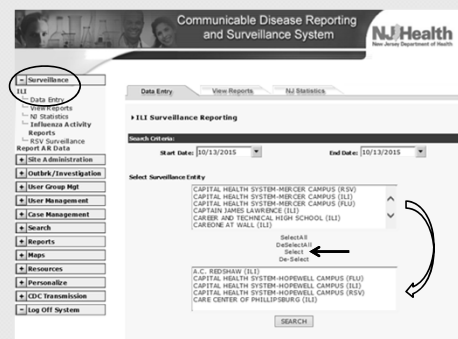 Communicable Disease Reporting
and Surveillance System
NJHealth
New Jersey Department of Health
Surveillance
ILI
Data Entry
View Reports
NJ Statistics
Influenza Activity
Reports
RSV Surveillance
Report AR Data
Site Administration
Outbrk/Investigation
User Group Mgt
User Management
Case Management
Search
Reports
Maps
Resources
Personalize
CDC Transmission
Log Off System
Data Entry View Reports NJ Statistics
ILI Surveillance Reporting
Search Criteria:
Start Date: 10/13/2015 End Date: 10/13/2015
Select Surveillance Entity
CAPITAL HEALTH SYSTEM-MERCER CAMPUS (RSV)
CAPITAL HEALTH SYSTEM-MERCER CAMPUS (ILI)
CAPITAL HEALTH SYSTEM-MERCER CAMPUS (FLU)
CAPTAIN JAMES LAWRENCE (ILI)
CAREER AND TECHNICAL HIGH SCHOOL (ILI)
CAREONE AT WALL (ILI)
SelectAll
DeSelectAll
Select
De-Select
A.C. REDSHAW (ILI)
CAPITAL HEALTH SYSTEM-HOPEWELL CAMPUS (FLU)
CAPITAL HEALTH SYSTEM-HOPEWELL CAMPUS (ILI)
CAPITAL HEALTH SYSTEM-HOPEWELL CAMPUS (RSV)
CARE CENTER OF PHILLIPSBURG (ILI)
SEARCH